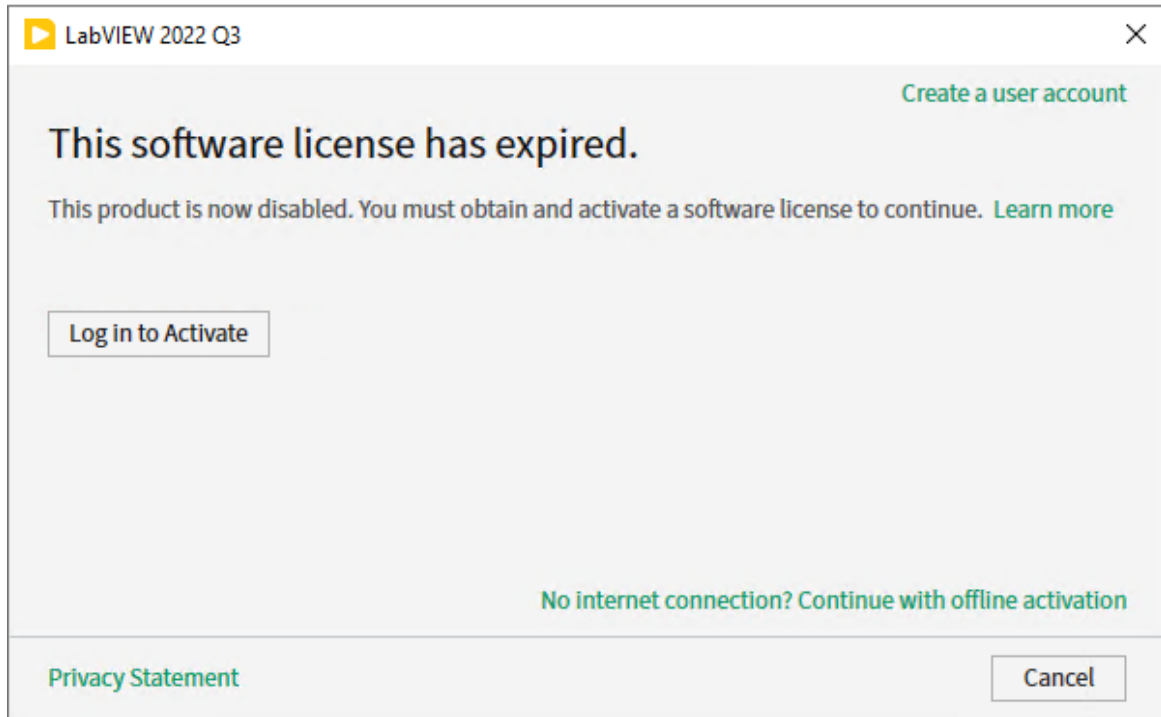 LabVIEW 2022 Q3
Create a user account
This software license has expired.
This product is now disabled. You must obtain and activate a software license to continue. Learn more
Log in to Activate
No internet connection? Continue with offline activation
Privacy Statement
Cancel